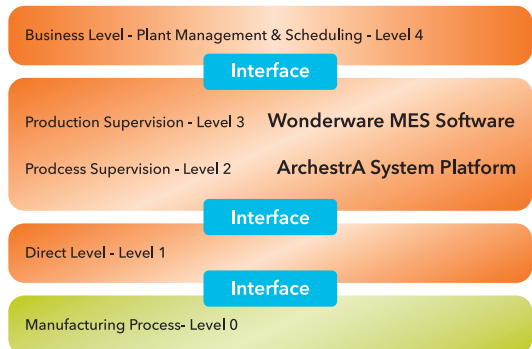 Business Level - Plant Management & Scheduling - Level 4
Interface
Production Supervision - Level 3 Wonderware MES Software
Prodcess Supervision - Level 2 ArchestrA System Platform
Interface
Direct Level - Level 1
Interface
Manufacturing Process- Level 0